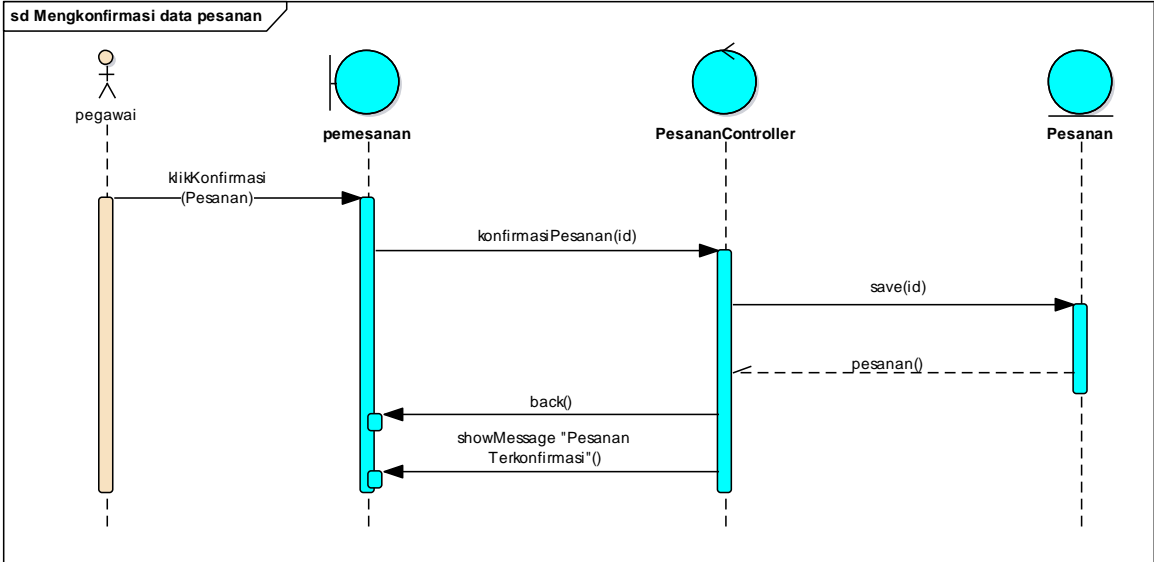 sd Mengkonfirmasi data pesanan
pegawai
pemesanan
PesananController
Pesanan
klikKonfirmasi
(Pesanan)
konfirmasiPesanan(id)
save(id)
pesanan()
back()
showMessage "Pesanan
Terkonfirmasi"()